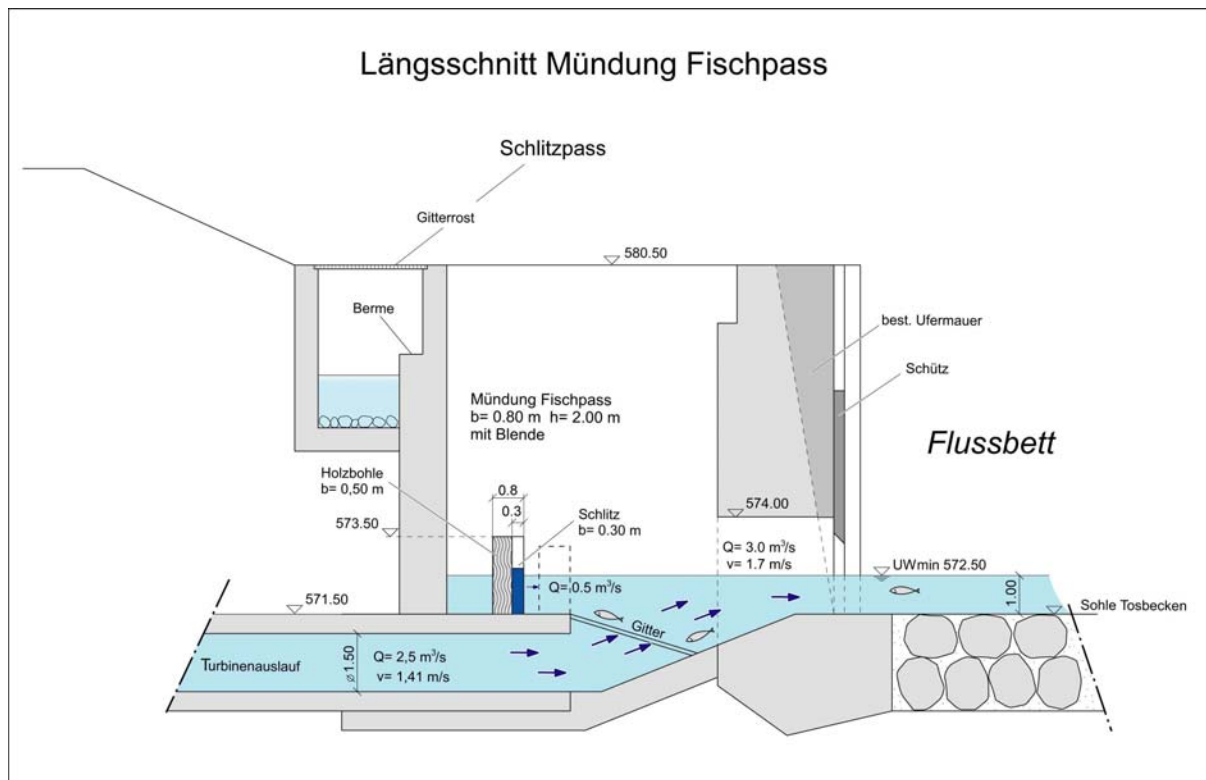 Längsschnitt Mündung Fischpass
Schlitzpass
Gitterrost
580.50
Berme
best. Ufermauer
Schütz
Mündung Fischpass
b= 0.80 m h= 2.00 m
mit Blende
Flussbett
Holzbohle
b= 0,50 m
0.8
0.3
Schlitz
b= 0.30 m
573.50
574.00
Q= 3.0 m³/s
v= 1.7 m/s
UWmin 572.50
Q= 0.5 m³/s
1.00
571.50
Sohle Tosbecken
Gitter
Turbinenauslauf
ø1.50
Q= 2,5 m³/s
v= 1,41 m/s